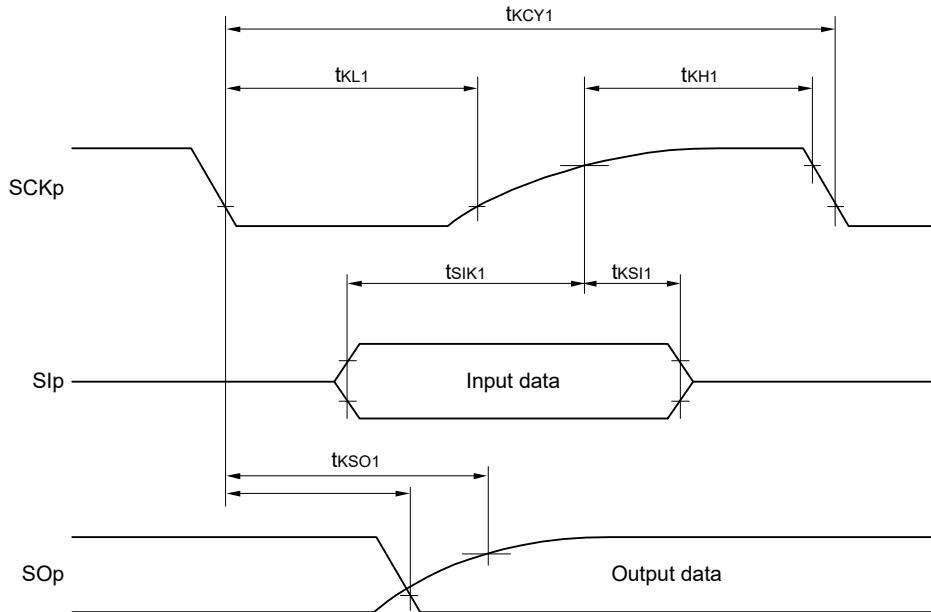 tKCY1
tKL1 tKH1
SCKp
tSIK1 tKSI1
SIp Input data
tKSO1
SOp Output data